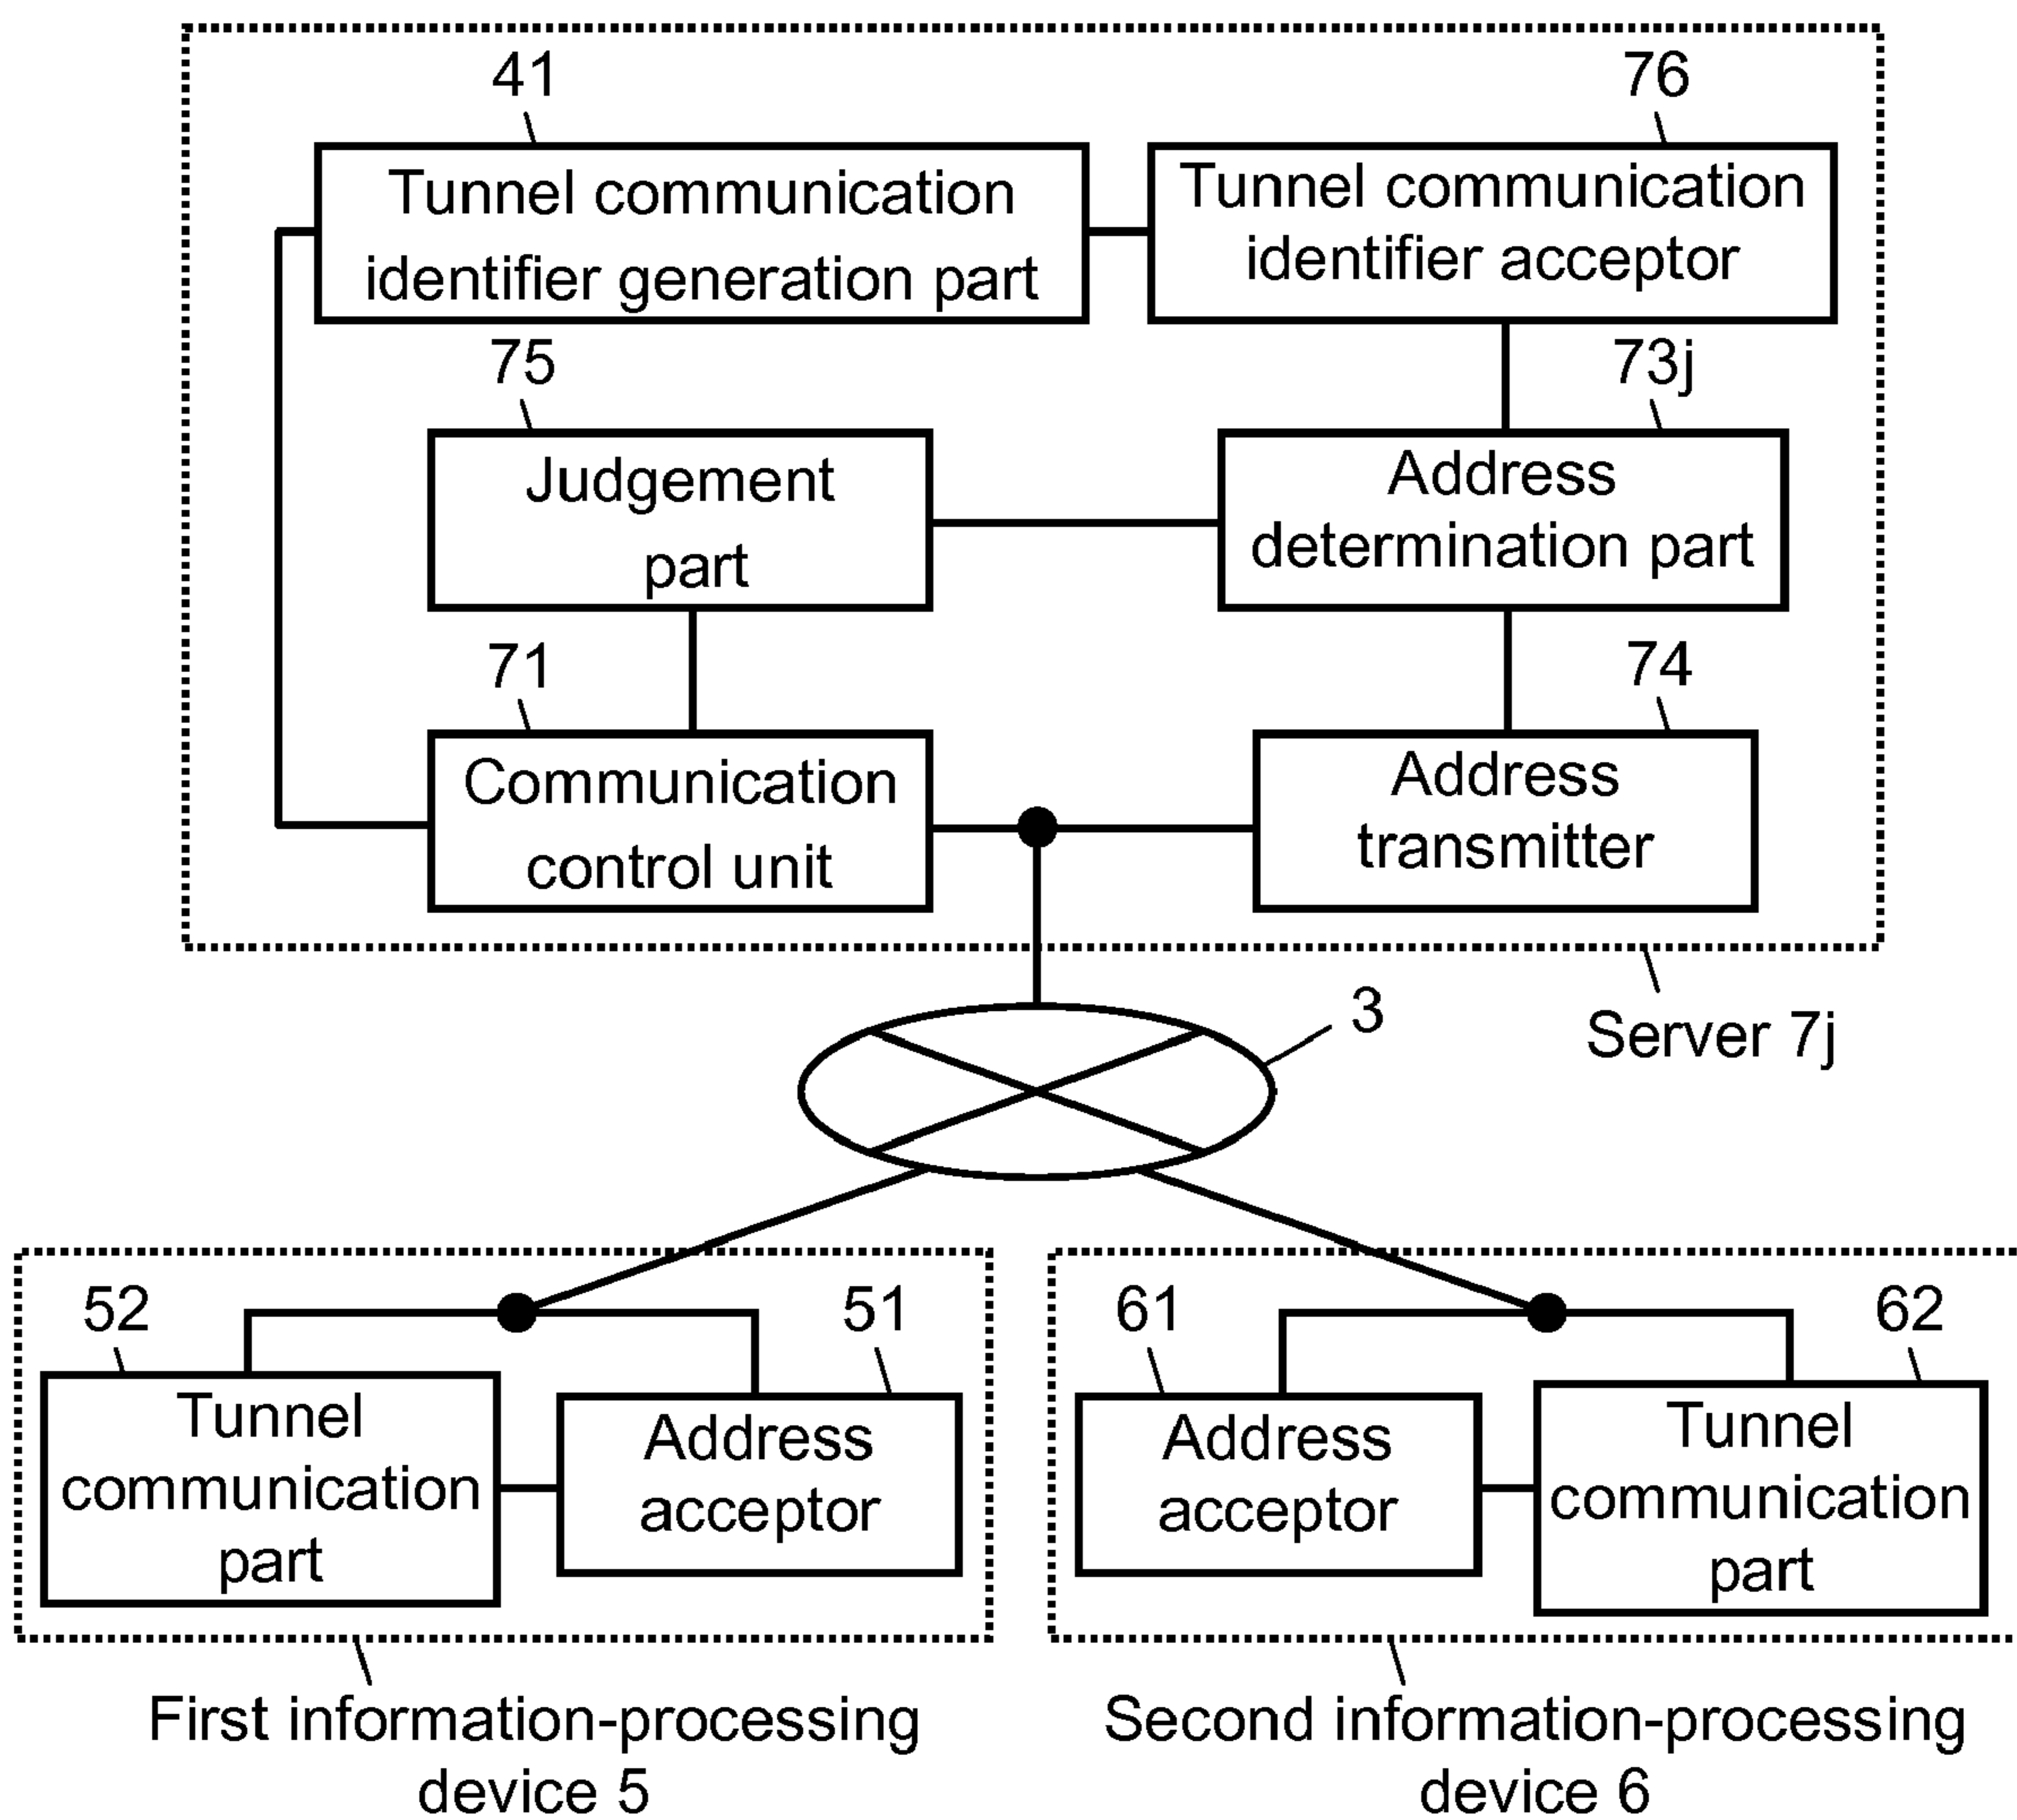 41
76
Tunnel communication
identifier generation part
Tunnel communication
identifier acceptor
75
73j
Judgement
part
Address
determination part
71
74
Communication
control unit
Address
transmitter
Server 7j
3
52
51
61
62
Tunnel
communication
part
Address
acceptor
Address
acceptor
Tunnel
communication
part
First information-processing
device 5
Second information-processing
device 6